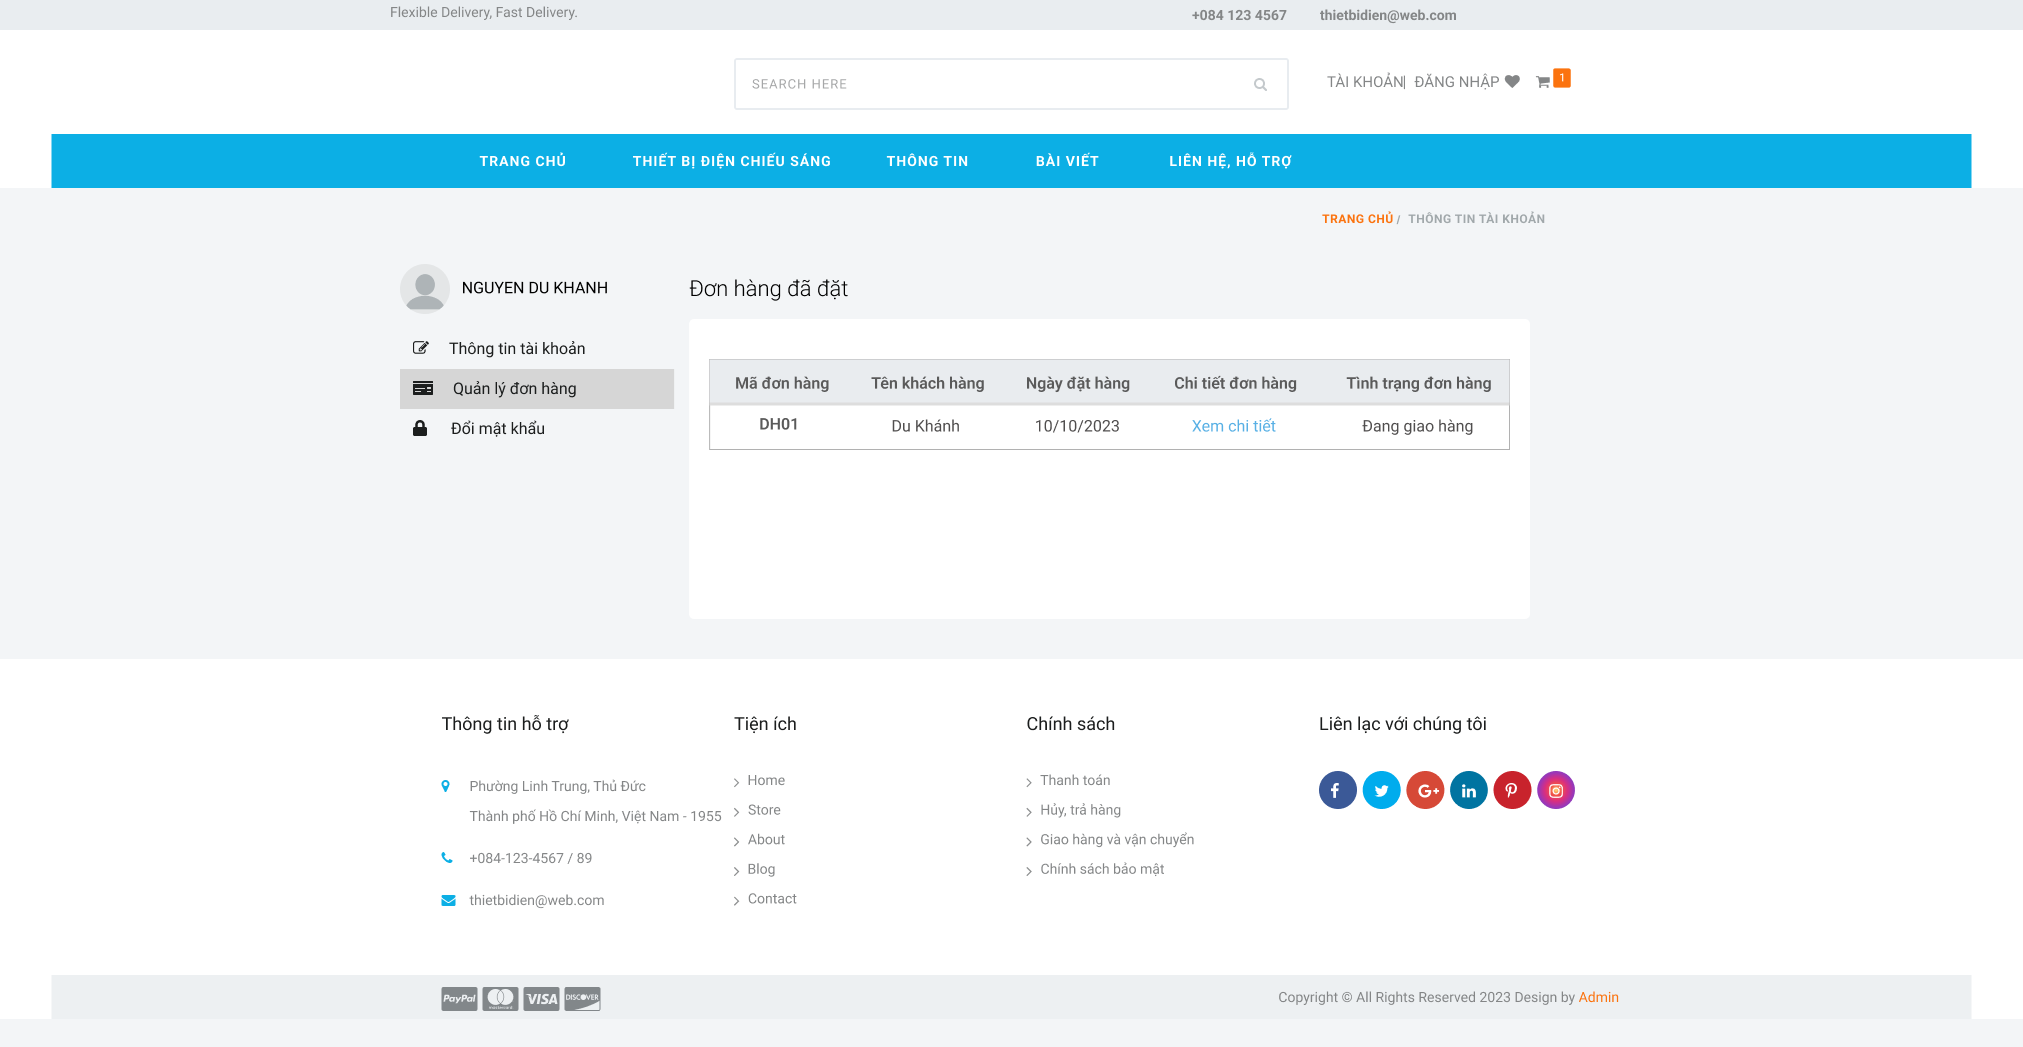 Flexible Delivery, Fast Delivery.
+084 123 4567 thietbidien@web.com
SEARCH HERE
TÀI KHOẢN| ĐĂNG NHẬP 1
TRANG CHỦ THIẾT BỊ ĐIỆN CHIẾU SÁNG THÔNG TIN BÀI VIẾT LIÊN HỆ, HỖ TRỢ
TRANG CHỦ / THÔNG TIN TÀI KHOẢN
NGUYEN DU KHANH
Thông tin tài khoản
Quản lý đơn hàng
Đổi mật khẩu
Đơn hàng đã đặt
Mã đơn hàng Tên khách hàng Ngày đặt hàng Chi tiết đơn hàng Tình trạng đơn hàng
DH01 Du Khánh 10/10/2023 Xem chi tiết Đang giao hàng
Thông tin hỗ trợ
Phường Linh Trung, Thủ Đức
Thành phố Hồ Chí Minh, Việt Nam - 1955
+084-123-4567 / 89
thietbidien@web.com
Tiện ích
Home
Store
About
Blog
Contact
Chính sách
Thanh toán
Hủy, trả hàng
Giao hàng và vận chuyển
Chính sách bảo mật
Liên lạc với chúng tôi
PayPal mastercard VISA DISCOVER
Copyright © All Rights Reserved 2023 Design by Admin